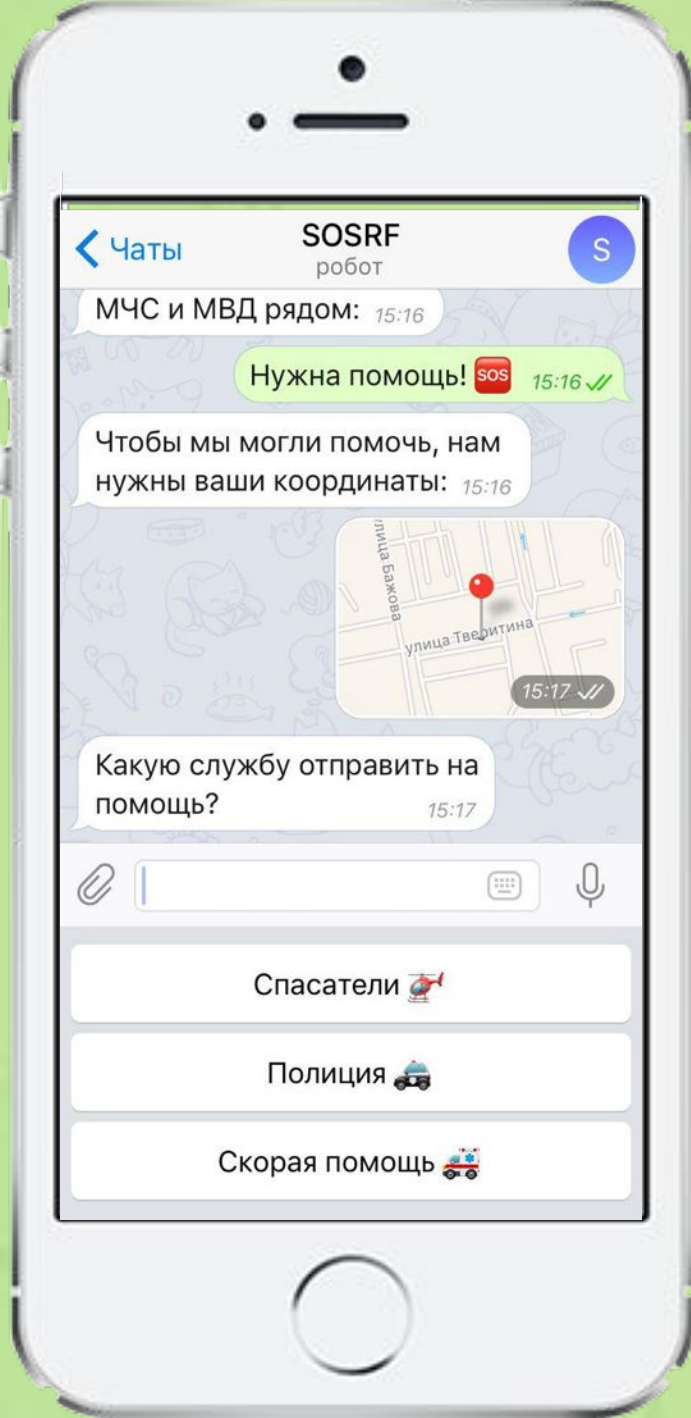 Чаты
SOSRF
робот
S
МЧС и МВД рядом: 15:16
Нужна помощь! SOS 15:16
Чтобы мы могли помочь, нам
нужны ваши координаты: 15:16
улица Бажова
улица Тверитина
15:17
Какую службу отправить на
помощь? 15:17
Спасатели
Полиция
Скорая помощь